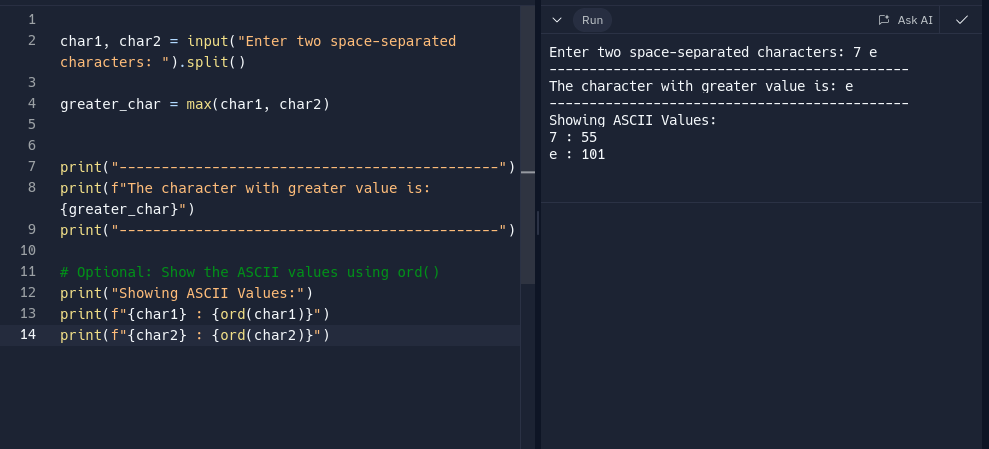 1
2 char1, char2 = input("Enter two space-separated
characters: ").split()
3
4 greater_char = max(char1, char2)
5
6
7 print("---------------------------------------------")
8 print(f"The character with greater value is:
{greater_char}")
9 print("---------------------------------------------")
10
11 # Optional: Show the ASCII values using ord()
12 print("Showing ASCII Values:")
13 print(f"{char1} : {ord(char1)}")
14 print(f"{char2} : {ord(char2)}")
Run
Ask AI
Enter two space-separated characters: 7 e
---------------------------------------------
The character with greater value is: e
---------------------------------------------
Showing ASCII Values:
7 : 55
e : 101